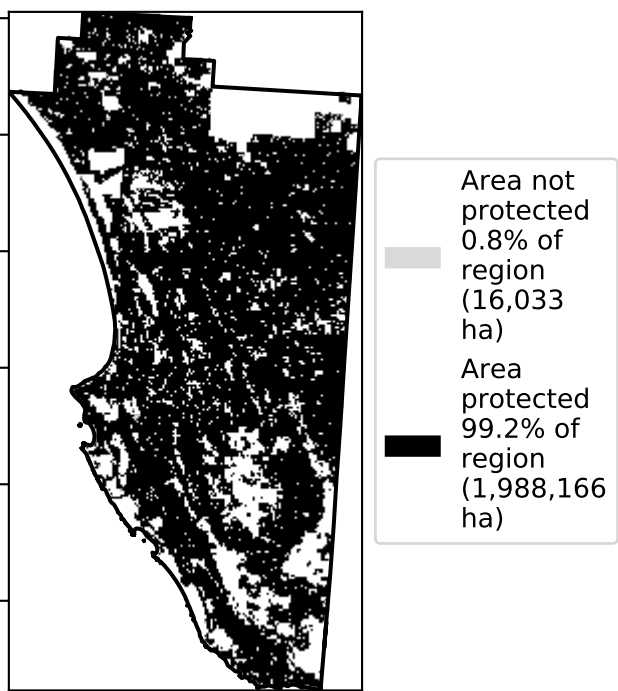 Area not
protected
0.8% of
region
(16,033
ha)
Area
protected
99.2% of
region
(1,988,166
ha)